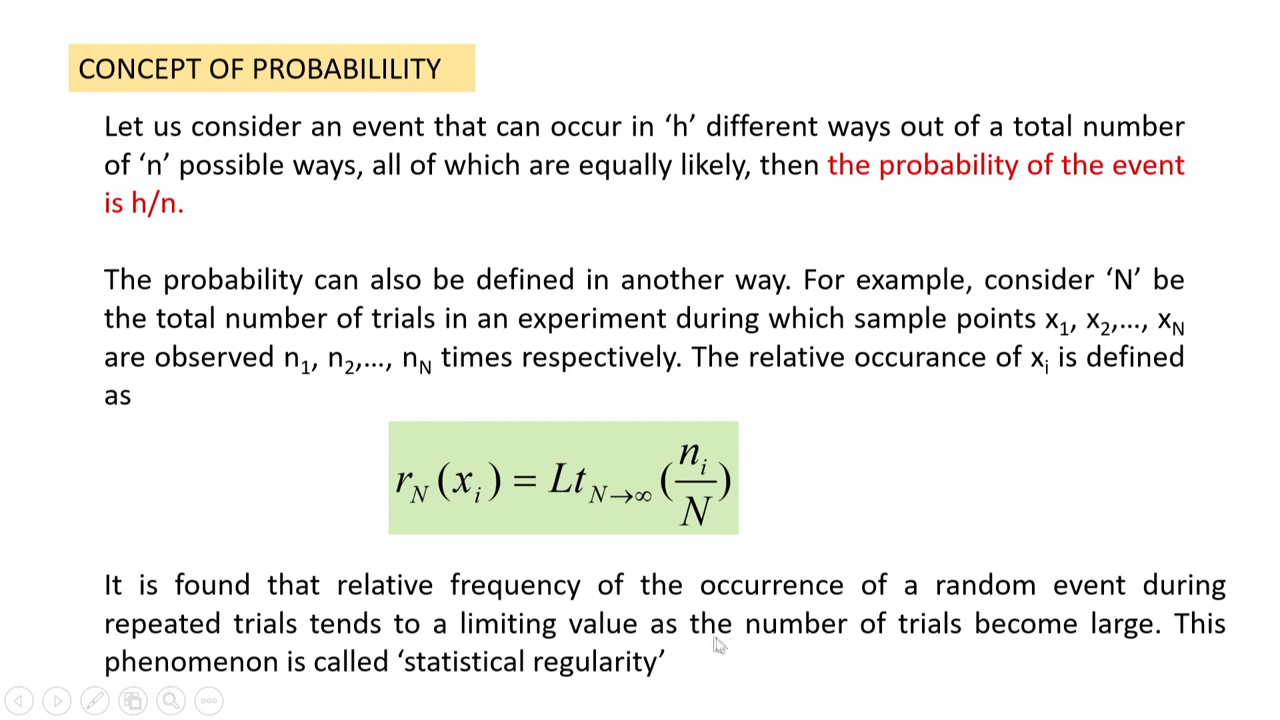 CONCEPT OF PROBABILILITY
Let us consider an event that can occur in ‘h’ different ways out of a total number
of ‘n’ possible ways, all of which are equally likely, then the probability of the event
is h/n.
The probability can also be defined in another way. For example, consider ‘N’ be
the total number of trials in an experiment during which sample points x₁, x₂,..., x_N
are observed n₁, n₂,..., n_N times respectively. The relative occurance of xᵢ is defined
as
r_N (xᵢ) = Lt_{N→∞} (nᵢ/N)
It is found that relative frequency of the occurrence of a random event during
repeated trials tends to a limiting value as the number of trials become large. This
phenomenon is called ‘statistical regularity’